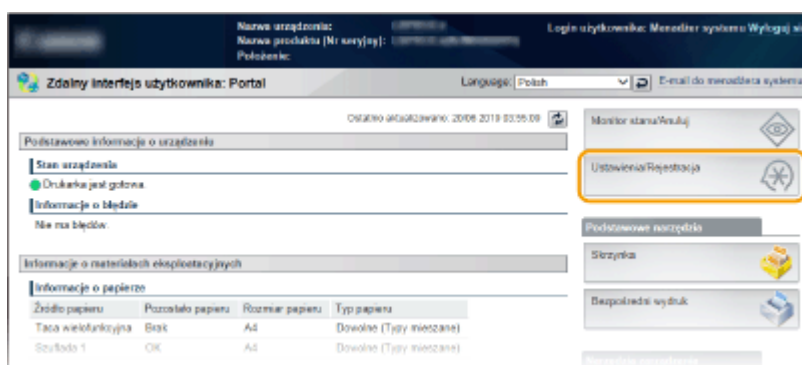 Nazwa urządzenia:
Nazwa produktu (Nr seryjny):
Położenie:
Login użytkownika: Menedżer systemu Wyloguj si
Zdalny interfejs użytkownika: Portal
Language: Polish
E-mail do menedżera systemu
Ostatnio aktualizowano: 20/06 2019 03:55:09
Podstawowe informacje o urządzeniu
Stan urządzenia
Drukarka jest gotowa.
Informacje o błędzie
Nie ma błędów.
Informacje o materiałach eksploatacyjnych
Informacje o papierze
Źródło papieru Pozostało papieru Rozmiar papieru Typ papieru
Taca wielofunkcyjna Brak A4 Dowolne (Typy mieszane)
Szuflada 1 OK A4 Dowolne (Typy mieszane)
Monitor stanu/Anuluj
Ustawienia/Rejestracja
Podstawowe narzędzia
Skrzynka
Bezpośredni wydruk